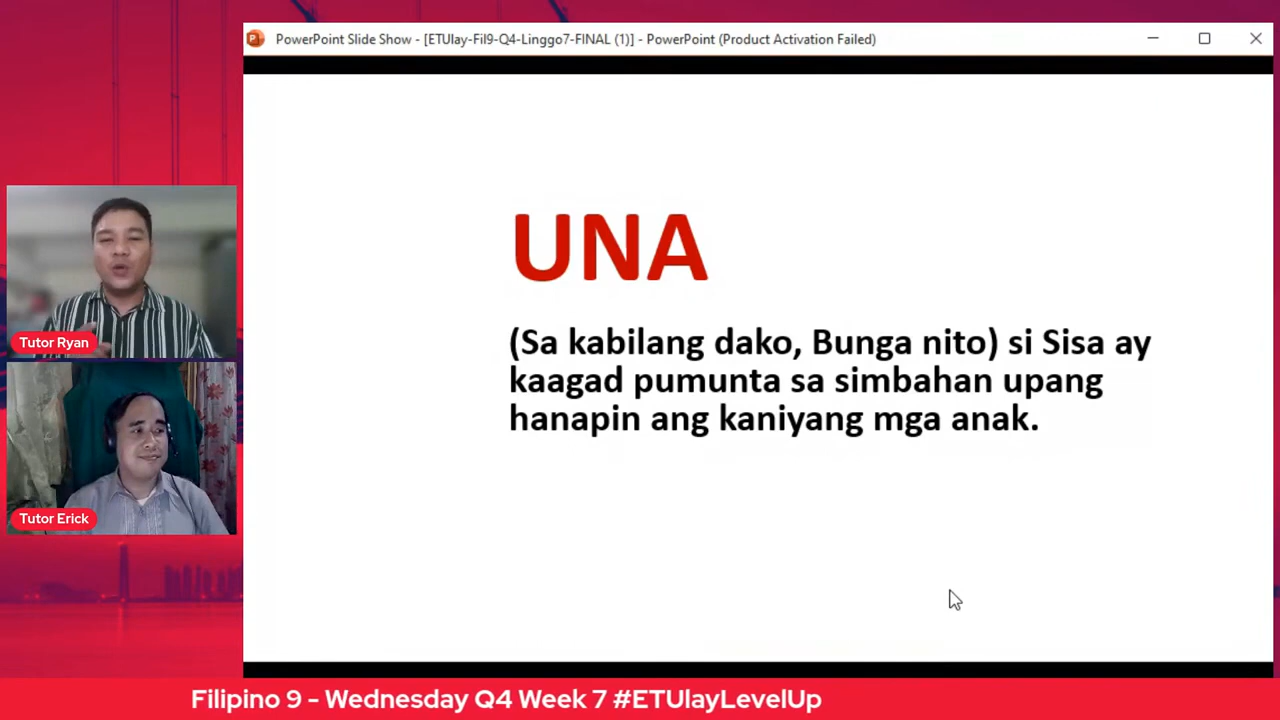 PowerPoint Slide Show - [ETUlay-Fil9-Q4-Linggo7-FINAL (1)] - PowerPoint (Product Activation Failed)
UNA
(Sa kabilang dako, Bunga nito) si Sisa ay
kaagad pumunta sa simbahan upang
hanapin ang kaniyang mga anak.
Tutor Ryan
Tutor Erick
Filipino 9 - Wednesday Q4 Week 7 #ETUlayLevelUp